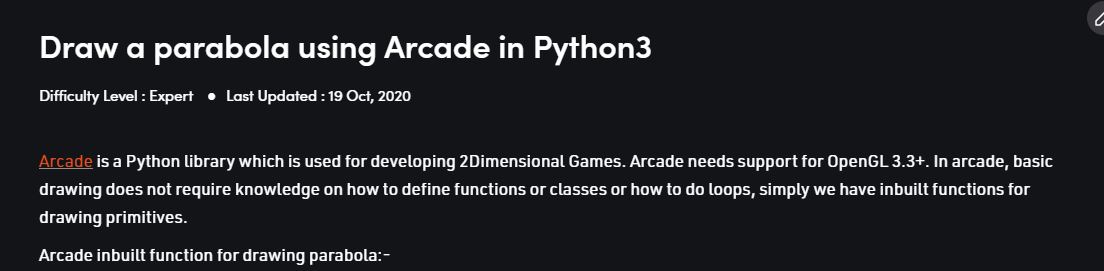 Draw a parabola using Arcade in Python3
Difficulty Level : Expert ● Last Updated : 19 Oct, 2020
Arcade is a Python library which is used for developing 2Dimensional Games. Arcade needs support for OpenGL 3.3+. In arcade, basic
drawing does not require knowledge on how to define functions or classes or how to do loops, simply we have inbuilt functions for
drawing primitives.
Arcade inbuilt function for drawing parabola:-